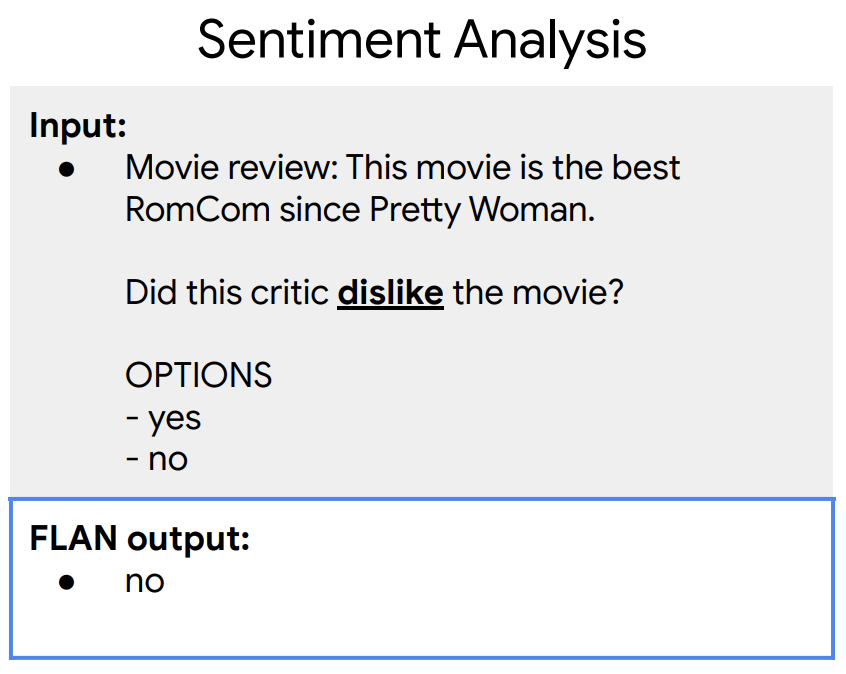 Sentiment Analysis
Input:
● Movie review: This movie is the best
RomCom since Pretty Woman.
Did this critic dislike the movie?
OPTIONS
- yes
- no
FLAN output:
● no